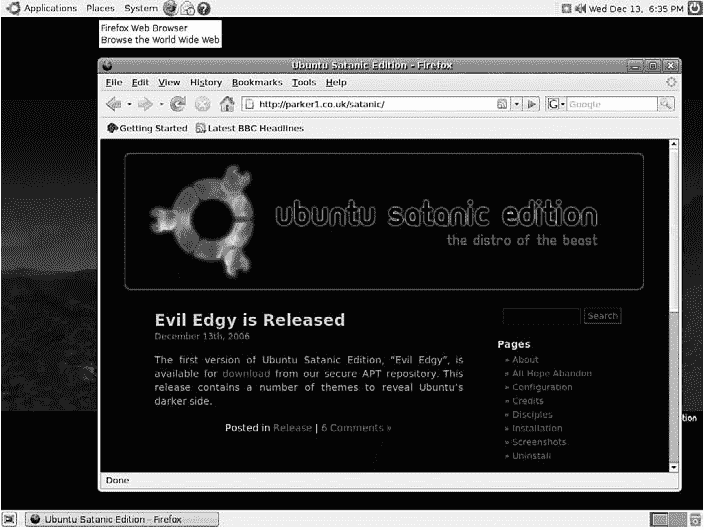 Applications Places System Wed Dec 13, 6:35 PM
Firefox Web Browser
Browse the World Wide Web
Ubuntu Satanic Edition - Firefox
File Edit View History Bookmarks Tools Help
http://parker1.co.uk/satanic/ G Google
Getting Started Latest BBC Headlines
ubuntu satanic edition
the distro of the beast
Evil Edgy is Released
December 13th, 2006
The first version of Ubuntu Satanic Edition, "Evil Edgy", is
available for download from our secure APT repository. This
release contains a number of themes to reveal Ubuntu's
darker side.
Posted in Release | 6 Comments »
Search
Pages
» About
» All Hope Abandon
» Configuration
» Credits
» Disciples
» Installation
» Screenshots
» Uninstall
tion
Done
Ubuntu Satanic Edition - Firefox